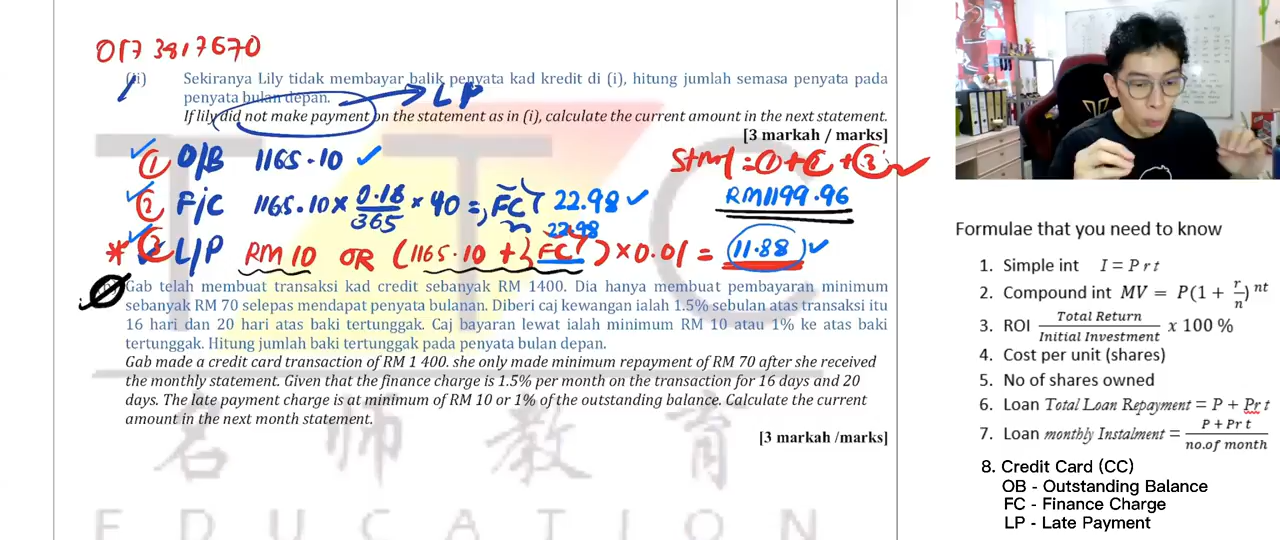 017 3817670
(ii) Sekiranya Lily tidak membayar balik penyata kad kredit di (i), hitung jumlah semasa penyata pada
penyata bulan depan.
LP
If lily did not make payment on the statement as in (i), calculate the current amount in the next statement.
[3 markah / marks]
① O/B 1165.10 ✓
Stmt = ① + ② + ③ ✓
② F/C 1165.10 × 0.18/365 × 40 = FC 22.98 ✓
RM1199.96
22.98
* ③ L/P RM 10 OR (1165.10 + FC) × 0.01 = 11.88 ✓
Gab telah membuat transaksi kad credit sebanyak RM 1400. Dia hanya membuat pembayaran minimum
sebanyak RM 70 selepas mendapat penyata bulanan. Diberi caj kewangan ialah 1.5% sebulan atas transaksi itu
16 hari dan 20 hari atas baki tertunggak. Caj bayaran lewat ialah minimum RM 10 atau 1% ke atas baki
tertunggak. Hitung jumlah baki tertunggak pada penyata bulan depan.
Gab made a credit card transaction of RM 1 400. she only made minimum repayment of RM 70 after she received
the monthly statement. Given that the finance charge is 1.5% per month on the transaction for 16 days and 20
days. The late payment charge is at minimum of RM 10 or 1% of the outstanding balance. Calculate the current
amount in the next month statement.
[3 markah /marks]
TTC
名師教育
EDUCATION
Formulae that you need to know
1. Simple int I = P r t
2. Compound int MV = P(1 + r/n)^nt
3. ROI Total Return/Initial Investment x 100 %
4. Cost per unit (shares)
5. No of shares owned
6. Loan Total Loan Repayment = P + Pr t
7. Loan monthly Instalment = P + Pr t/no.of month
8. Credit Card (CC)
OB - Outstanding Balance
FC - Finance Charge
LP - Late Payment